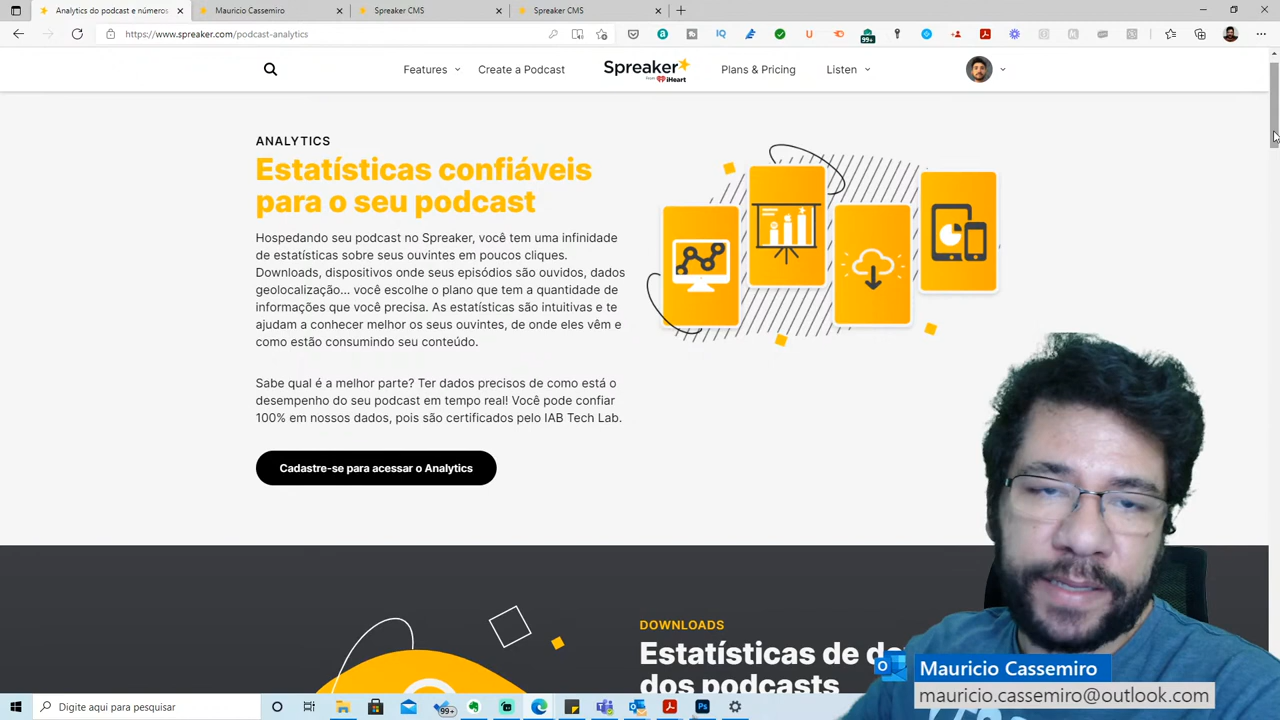 Analytics do podcast e números
Mauricio Cassemiro
Spreaker CMS
Spreaker CMS
https://www.spreaker.com/podcast-analytics
99+
Features
Create a Podcast
Spreaker
From iHeart
Plans & Pricing
Listen
ANALYTICS
Estatísticas confiáveis
para o seu podcast
Hospedando seu podcast no Spreaker, você tem uma infinidade
de estatísticas sobre seus ouvintes em poucos cliques.
Downloads, dispositivos onde seus episódios são ouvidos, dados
geolocalização... você escolhe o plano que tem a quantidade de
informações que você precisa. As estatísticas são intuitivas e te
ajudam a conhecer melhor os seus ouvintes, de onde eles vêm e
como estão consumindo seu conteúdo.
Sabe qual é a melhor parte? Ter dados precisos de como está o
desempenho do seu podcast em tempo real! Você pode confiar
100% em nossos dados, pois são certificados pelo IAB Tech Lab.
Cadastre-se para acessar o Analytics
DOWNLOADS
Estatísticas de
dos podcasts
Mauricio Cassemiro
mauricio.cassemiro@outlook.com
Digite aqui para pesquisar
99+